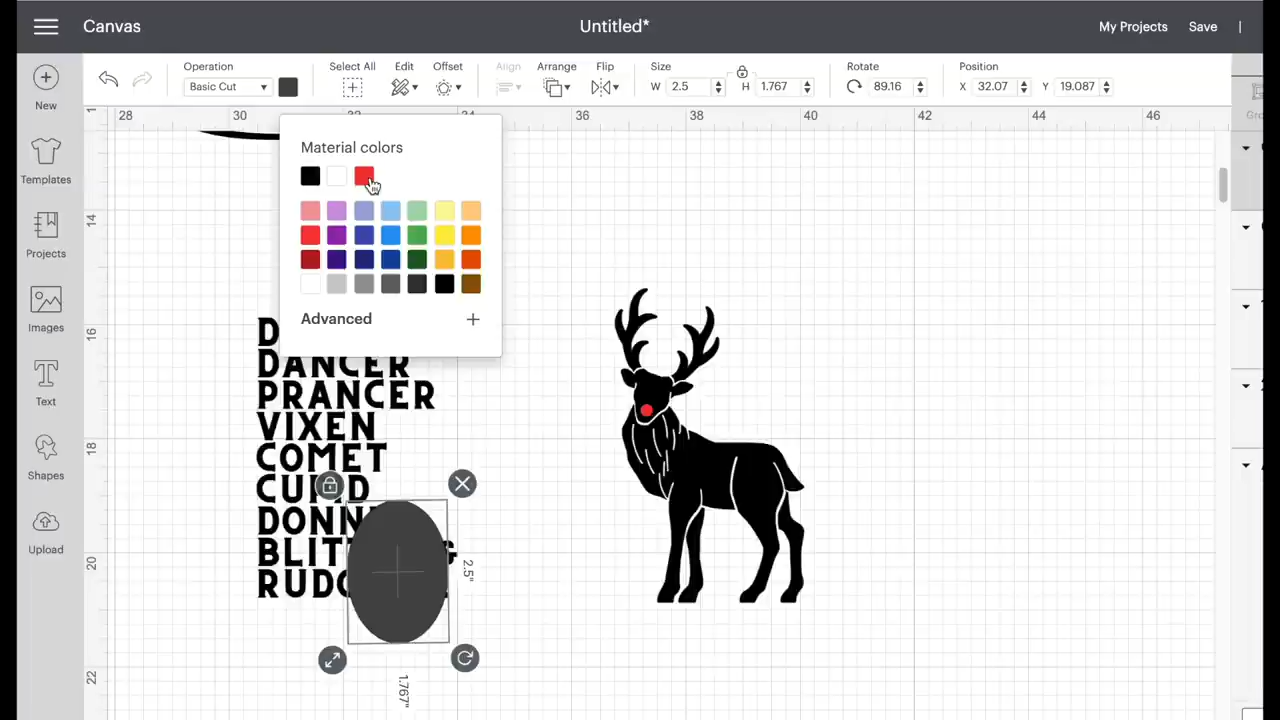 Canvas
Untitled*
My Projects
Save
Operation
Basic Cut
Select All
Edit
Offset
Align
Arrange
Flip
Size
W 2.5
H 1.767
Rotate
89.16
Position
X 32.07
Y 19.087
New
Templates
Projects
Images
Text
Shapes
Upload
28 30 34 36 38 40 42 44 46
14
16
18
20
22
Material colors
Advanced
DANCER
PRANCER
VIXEN
COMET
2.5"
1.767"